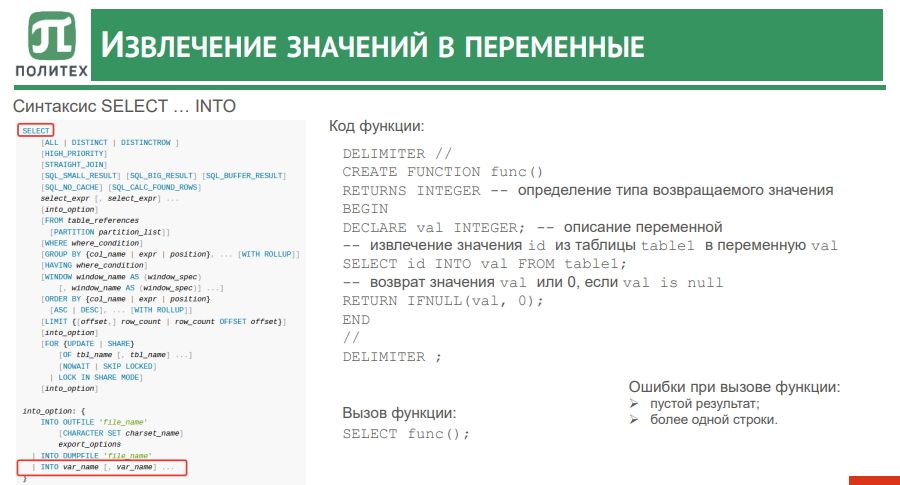 ПОЛИТЕХ
ИЗВЛЕЧЕНИЕ ЗНАЧЕНИЙ В ПЕРЕМЕННЫЕ
Синтаксис SELECT … INTO
SELECT
[ALL | DISTINCT | DISTINCTROW ]
[HIGH_PRIORITY]
[STRAIGHT_JOIN]
[SQL_SMALL_RESULT] [SQL_BIG_RESULT] [SQL_BUFFER_RESULT]
[SQL_NO_CACHE] [SQL_CALC_FOUND_ROWS]
select_expr [, select_expr] ...
[into_option]
[FROM table_references
[PARTITION partition_list]]
[WHERE where_condition]
[GROUP BY {col_name | expr | position}, ... [WITH ROLLUP]]
[HAVING where_condition]
[WINDOW window_name AS (window_spec)
[, window_name AS (window_spec)] ...]
[ORDER BY {col_name | expr | position}
[ASC | DESC], ... [WITH ROLLUP]]
[LIMIT {[offset,] row_count | row_count OFFSET offset}]
[into_option]
[FOR {UPDATE | SHARE}
[OF tbl_name [, tbl_name] ...]
[NOWAIT | SKIP LOCKED]
| LOCK IN SHARE MODE]
[into_option]
into_option: {
INTO OUTFILE 'file_name'
[CHARACTER SET charset_name]
export_options
| INTO DUMPFILE 'file_name'
| INTO var_name [, var_name] ...
}
Код функции:
DELIMITER //
CREATE FUNCTION func()
RETURNS INTEGER -- определение типа возвращаемого значения
BEGIN
DECLARE val INTEGER; -- описание переменной
-- извлечение значения id из таблицы table1 в переменную val
SELECT id INTO val FROM table1;
-- возврат значения val или 0, если val is null
RETURN IFNULL(val, 0);
END
//
DELIMITER ;
Вызов функции:
SELECT func();
Ошибки при вызове функции:
➢ пустой результат;
➢ более одной строки.